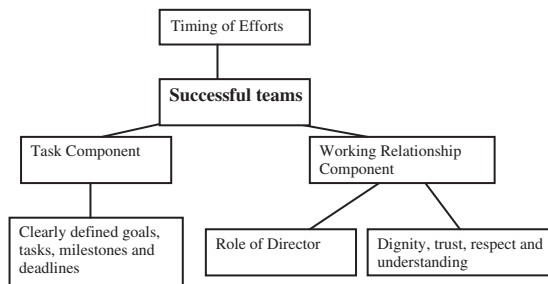 Timing of Efforts
Successful teams
Task Component
Working Relationship
Component
Clearly defined goals,
tasks, milestones and
deadlines
Role of Director
Dignity, trust, respect and
understanding